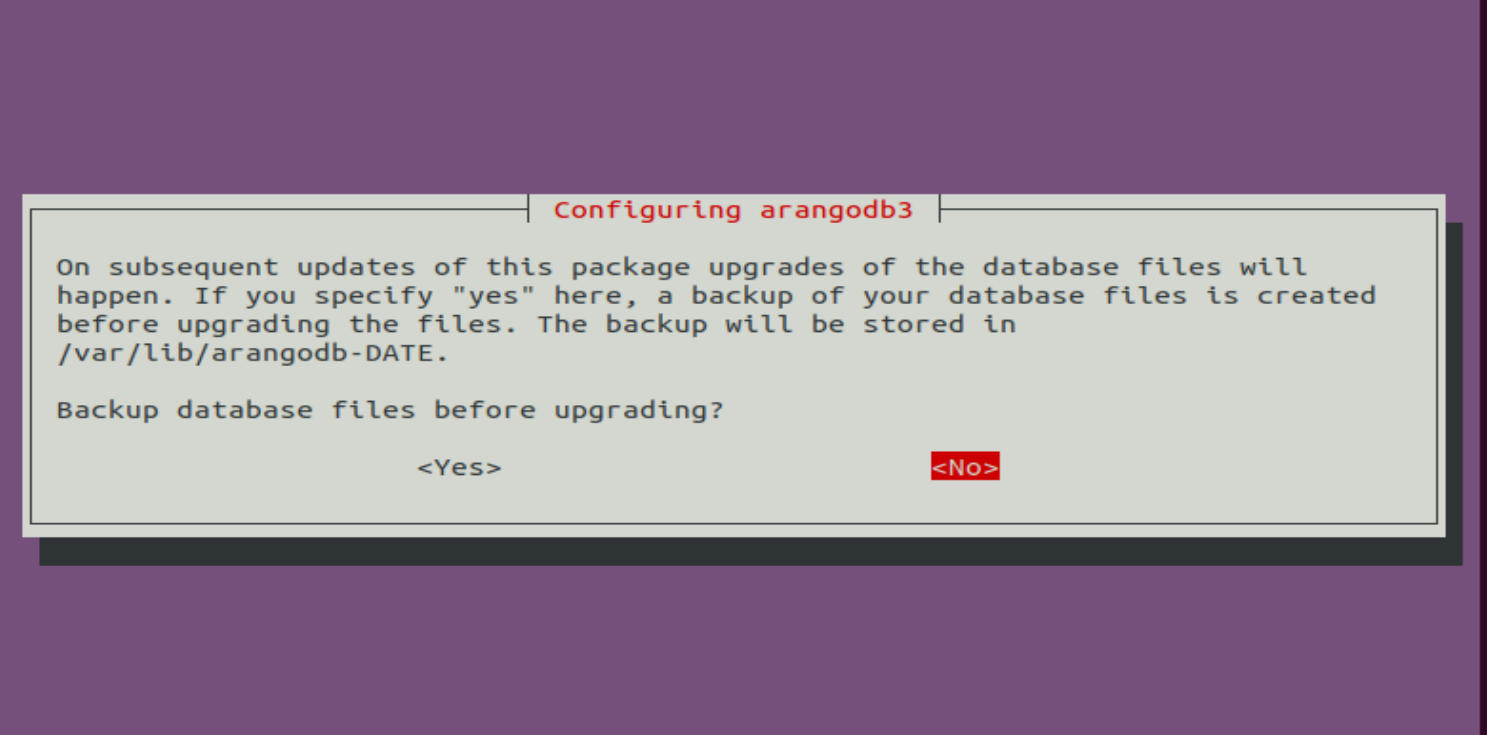 Configuring arangodb3
On subsequent updates of this package upgrades of the database files will
happen. If you specify "yes" here, a backup of your database files is created
before upgrading the files. The backup will be stored in
/var/lib/arangodb-DATE.
Backup database files before upgrading?
<Yes> <No>